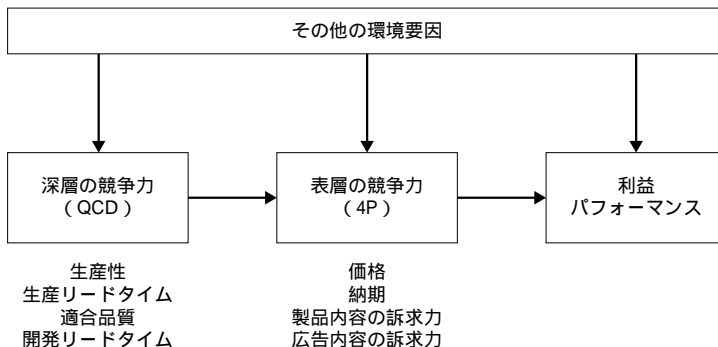 その他の環境要因
深層の競争力
（QCD）
表層の競争力
（4P）
利益
パフォーマンス
生産性
生産リードタイム
適合品質
開発リードタイム
価格
納期
製品内容の訴求力
広告内容の訴求力